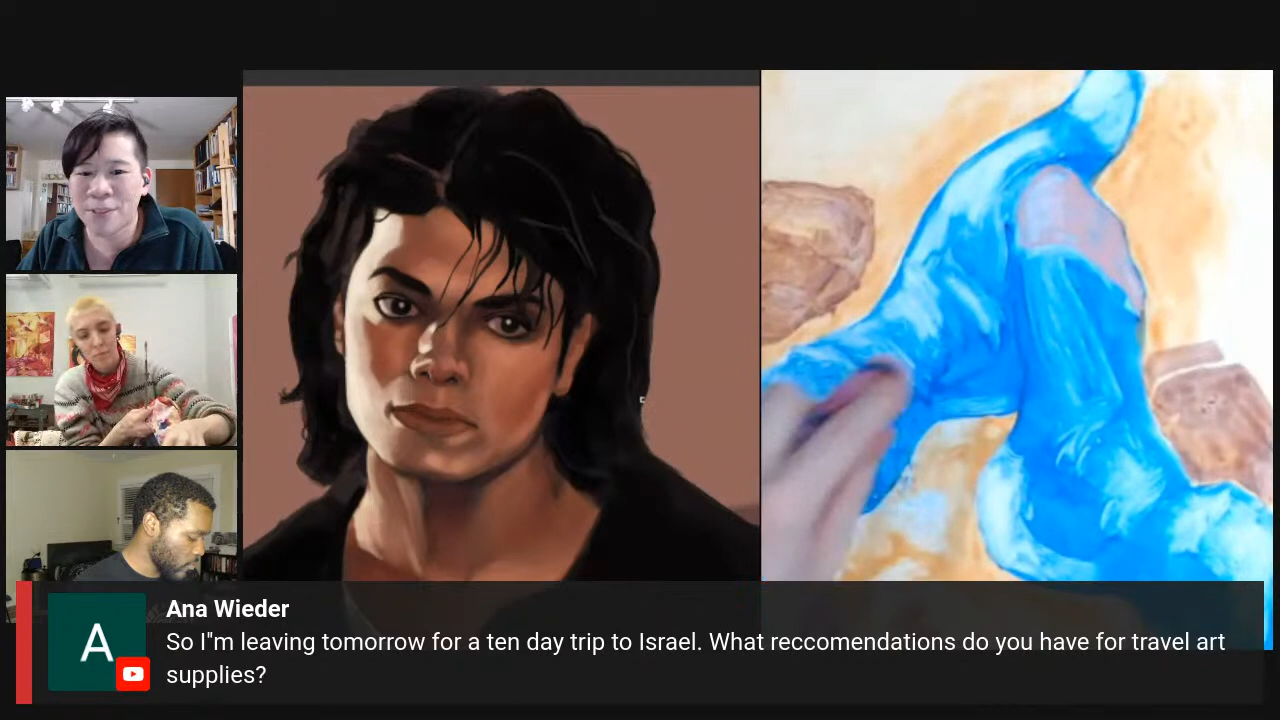 A
Ana Wieder
So I"m leaving tomorrow for a ten day trip to Israel. What reccomendations do you have for travel art
supplies?